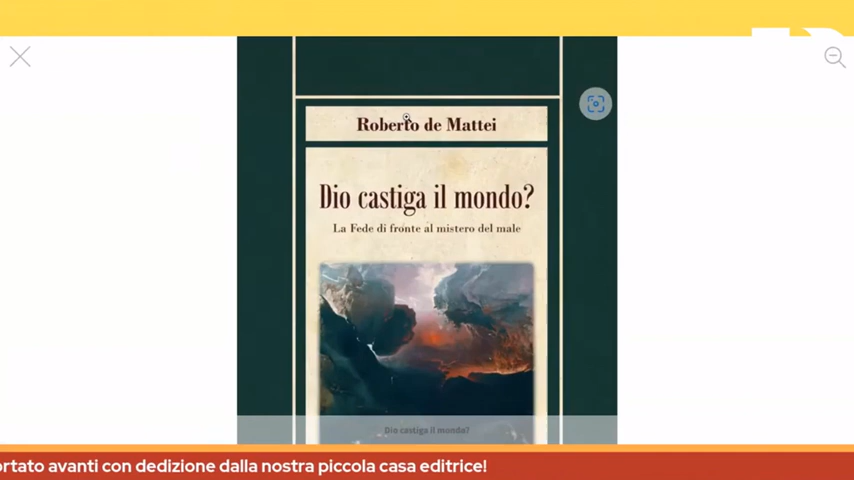 Roberto de Mattei
Dio castiga il mondo?
La Fede di fronte al mistero del male
Dio castiga il mondo?
ortato avanti con dedizione dalla nostra piccola casa editrice!